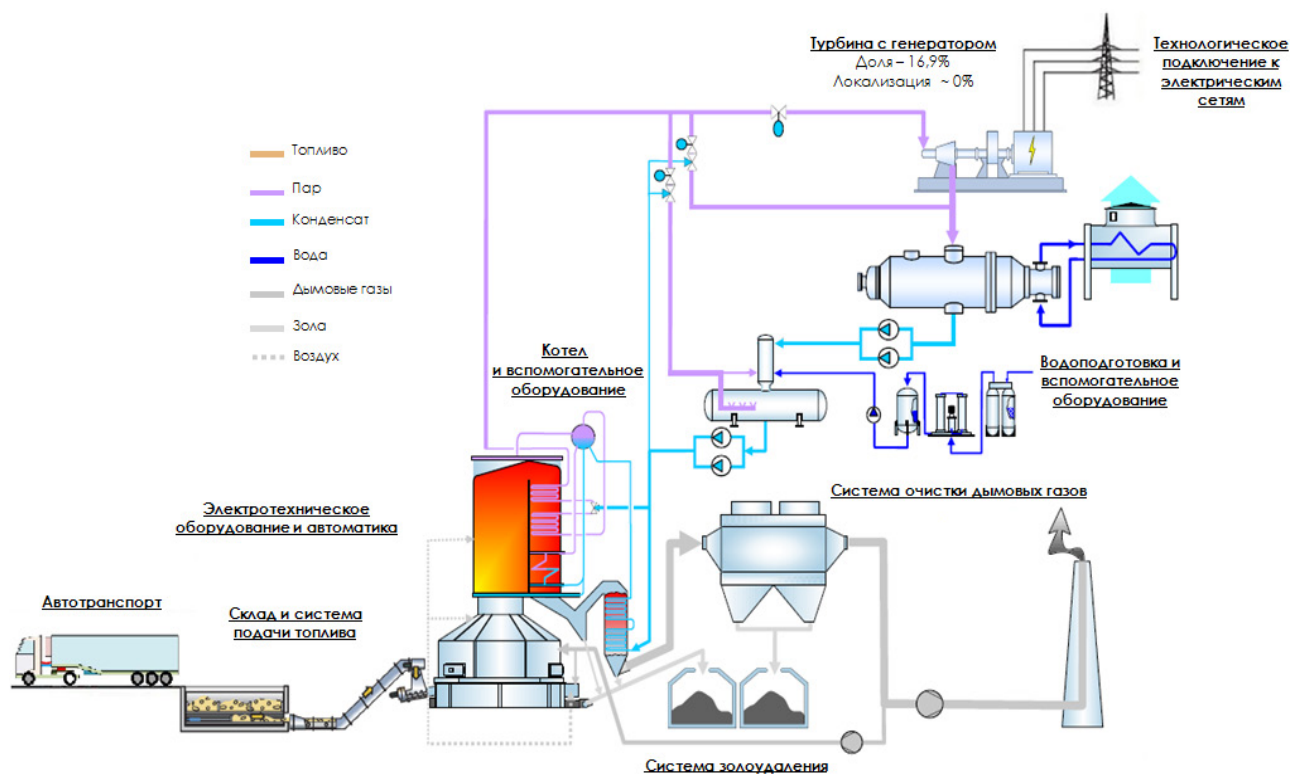 Турбина с генератором
Доля – 16,9%
Локализация ~ 0%
Технологическое
подключение к
электрическим
сетям
Топливо
Пар
Конденсат
Вода
Дымовые газы
Зола
Воздух
Котел
и вспомогательное
оборудование
Водоподготовка и
вспомогательное
оборудование
Электротехническое
оборудование и автоматика
Система очистки дымовых газов
Автотранспорт
Склад и система
подачи топлива
Система золоудаления